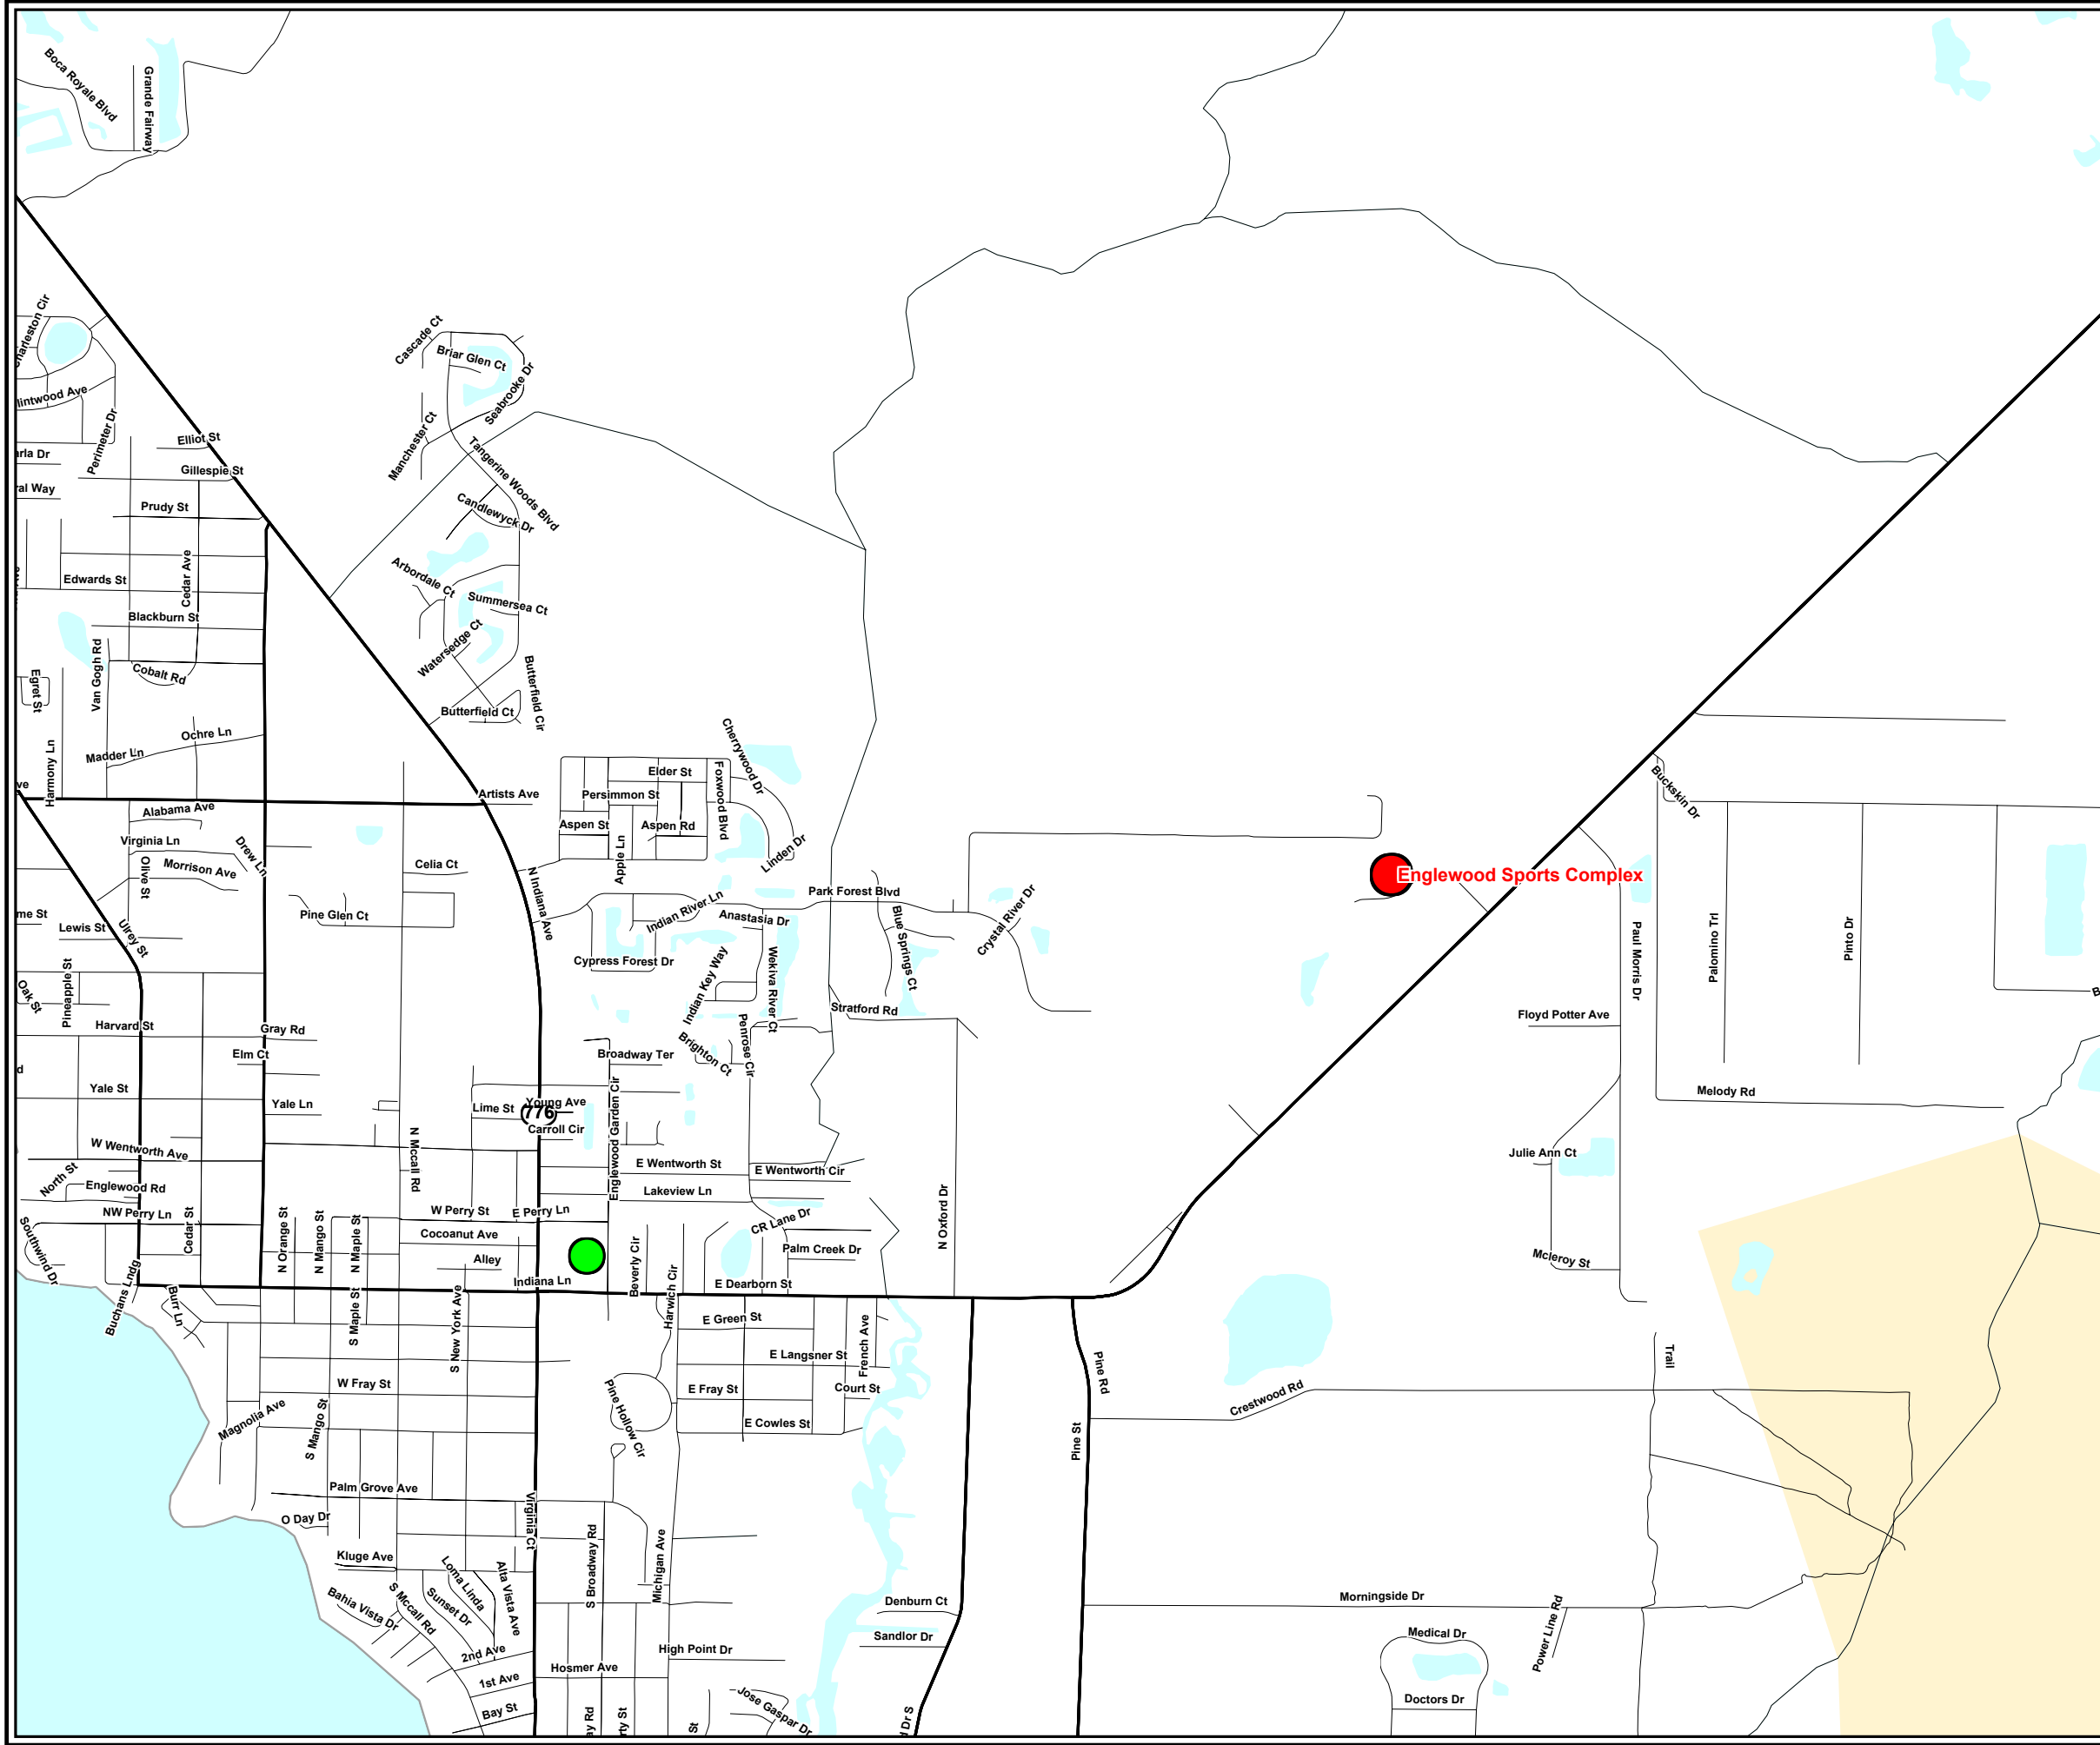 Boca Royale Blvd
Grande Fairway
Charleston Cir
lintwood Ave
Perimeter Dr
Elliot St
arla Dr
Gillespie St
ral Way
Prudy St
Cedar Ave
Edwards St
Blackburn St
Van Gogh Rd
Cobalt Rd
Egret St
Harmony Ln
Madder Ln
Ochre Ln
ve
Cascade Ct
Briar Glen Ct
Seabrooke Dr
Manchester Ct
Tangerine Woods Blvd
Candlewyck Dr
Arbordale Ct
Summersea Ct
Watersedge Ct
Butterfield Cir
Butterfield Ct
Cherrywood Dr
Elder St
Foxwood Blvd
Artists Ave
Persimmon St
Aspen St
Aspen Rd
Apple Ln
Linden Dr
Alabama Ave
Virginia Ln
Drew Ln
Morrison Ave
Olive St
Celia Ct
N Indiana Ave
Park Forest Blvd
Indian River Ln
Anastasia Dr
Blue Springs Ct
Crystal River Dr
Englewood Sports Complex
Buckskin Dr
Paul Morris Dr
Palomino Trl
Pinto Dr
B
me St
Lewis St
Ulrey St
Pine Glen Ct
Cypress Forest Dr
Indian Key Way
Wekiva River Ct
Pineapple St
Oak St
Stratford Rd
Floyd Potter Ave
Harvard St
Gray Rd
Penrose Cir
Brighton Ct
Broadway Ter
Elm Ct
d
Yale St
Yale Ln
Lime St
Young Ave
776
Carroll Cir
Englewood Garden Cir
Melody Rd
W Wentworth Ave
N Mccall Rd
E Wentworth St
E Wentworth Cir
Julie Ann Ct
North St
Englewood Rd
Lakeview Ln
NW Perry Ln
Cedar St
W Perry St
E Perry Ln
CR Lane Dr
N Oxford Dr
Southwind Dr
N Orange St
N Mango St
N Maple St
Cocoanut Ave
Alley
Beverly Cir
Palm Creek Dr
Mcleroy St
Buchans Lndg
Burr Ln
Indiana Ln
Harwich Cir
E Dearborn St
S Maple St
S New York Ave
E Green St
French Ave
E Langsner St
Pine Rd
Trail
W Fray St
E Fray St
Court St
Crestwood Rd
Magnolia Ave
S Mango St
Pine Hollow Cir
E Cowles St
Pine St
Palm Grove Ave
O Day Dr
Virginia Ct
Kluge Ave
Loma Linda
Alta Vista Ave
S Broadway Rd
Michigan Ave
Bahia Vista Dr
S Mccall Rd
Sunset Dr
Denburn Ct
Morningside Dr
Sandlor Dr
2nd Ave
High Point Dr
Medical Dr
Power Line Rd
1st Ave
Hosmer Ave
Bay St
ay Rd
rty St
St
Jose Gaspar Dr
d Dr S
Doctors Dr